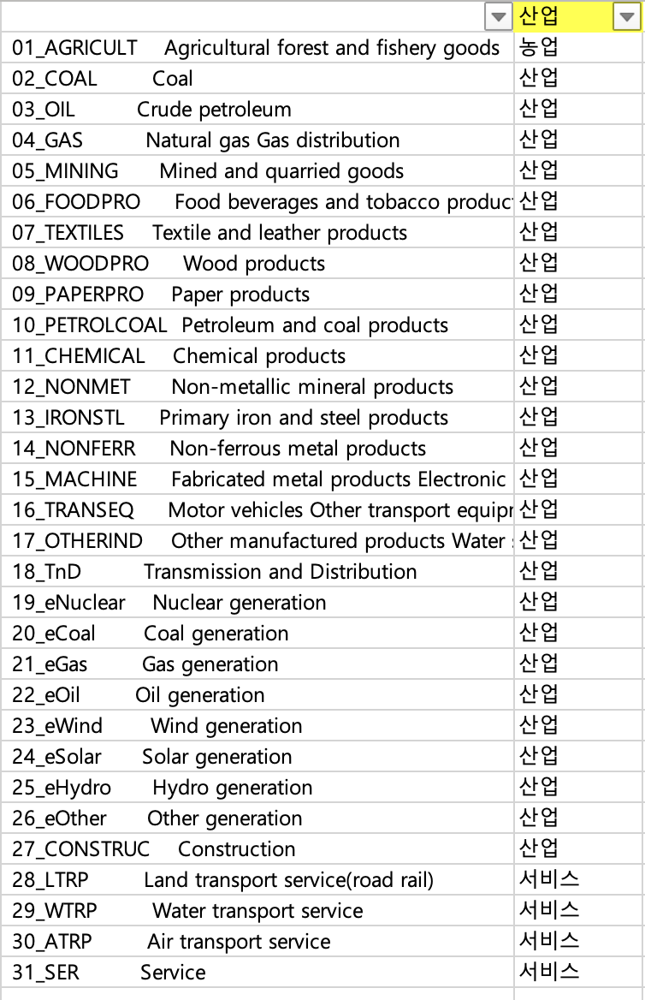 산업
01_AGRICULT Agricultural forest and fishery goods 농업
02_COAL Coal 산업
03_OIL Crude petroleum 산업
04_GAS Natural gas Gas distribution 산업
05_MINING Mined and quarried goods 산업
06_FOODPRO Food beverages and tobacco produc 산업
07_TEXTILES Textile and leather products 산업
08_WOODPRO Wood products 산업
09_PAPERPRO Paper products 산업
10_PETROLCOAL Petroleum and coal products 산업
11_CHEMICAL Chemical products 산업
12_NONMET Non-metallic mineral products 산업
13_IRONSTL Primary iron and steel products 산업
14_NONFERR Non-ferrous metal products 산업
15_MACHINE Fabricated metal products Electronic 산업
16_TRANSEQ Motor vehicles Other transport equip 산업
17_OTHERIND Other manufactured products Water 산업
18_TnD Transmission and Distribution 산업
19_eNuclear Nuclear generation 산업
20_eCoal Coal generation 산업
21_eGas Gas generation 산업
22_eOil Oil generation 산업
23_eWind Wind generation 산업
24_eSolar Solar generation 산업
25_eHydro Hydro generation 산업
26_eOther Other generation 산업
27_CONSTRUC Construction 산업
28_LTRP Land transport service(road rail) 서비스
29_WTRP Water transport service 서비스
30_ATRP Air transport service 서비스
31_SER Service 서비스